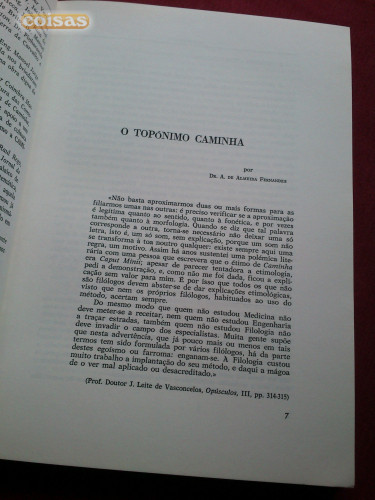 coisas
Eng. Manuel
obra
Coimbra
O TOPÓNIMO CAMINHA
por
DR. A. DE ALMEIDA FERNANDES
«Não basta aproximarmos duas ou mais formas para as
filiarmos umas nas outras: é preciso verificar se a aproximação
é legítima quanto ao sentido, quanto à fonética, e por vezes
também quanto à morfologia. Quando se diz que tal palavra
corresponde a outra, torna-se necessário não deixar uma só
letra, isto é, um só som, sem explicação, porque um som não
se transforma à toa noutro qualquer: existe sempre aqui uma
regra, um motivo. Assim há anos sustentei uma polémica lite-
rária com uma pessoa que escrevera que o étimo de Caminha
era Caput Minii; apesar de parecer tentadora a etimologia,
pedi a demonstração, e, como não me foi dada, ficou a expli-
cação sem valor para mim. E por isso que todos os que não
são filólogos devem abster-se de dar explicações etimológicas,
visto que nem os próprios filólogos, habituados ao uso do
método, acertam sempre.
Do mesmo modo que quem não estudou Medicina não
deve meter-se a receitar, nem quem não estudou Engenharia
a traçar estradas, também quem não estudou Filologia não
deve invadir o campo dos especialistas. Muita gente supõe
que nesta advertência, que já pouco mais ou menos em tais
termos tem sido formulada por vários filólogos, há da parte
destes egoísmo ou farroma: enganam-se. A Filologia custou
muito trabalho a implantação do seu método, e daqui a mágoa
de o ver mal aplicado ou desacreditado.»
(Prof. Doutor J. Leite de Vasconcelos, Opúsculos, III, pp. 314-315)
7